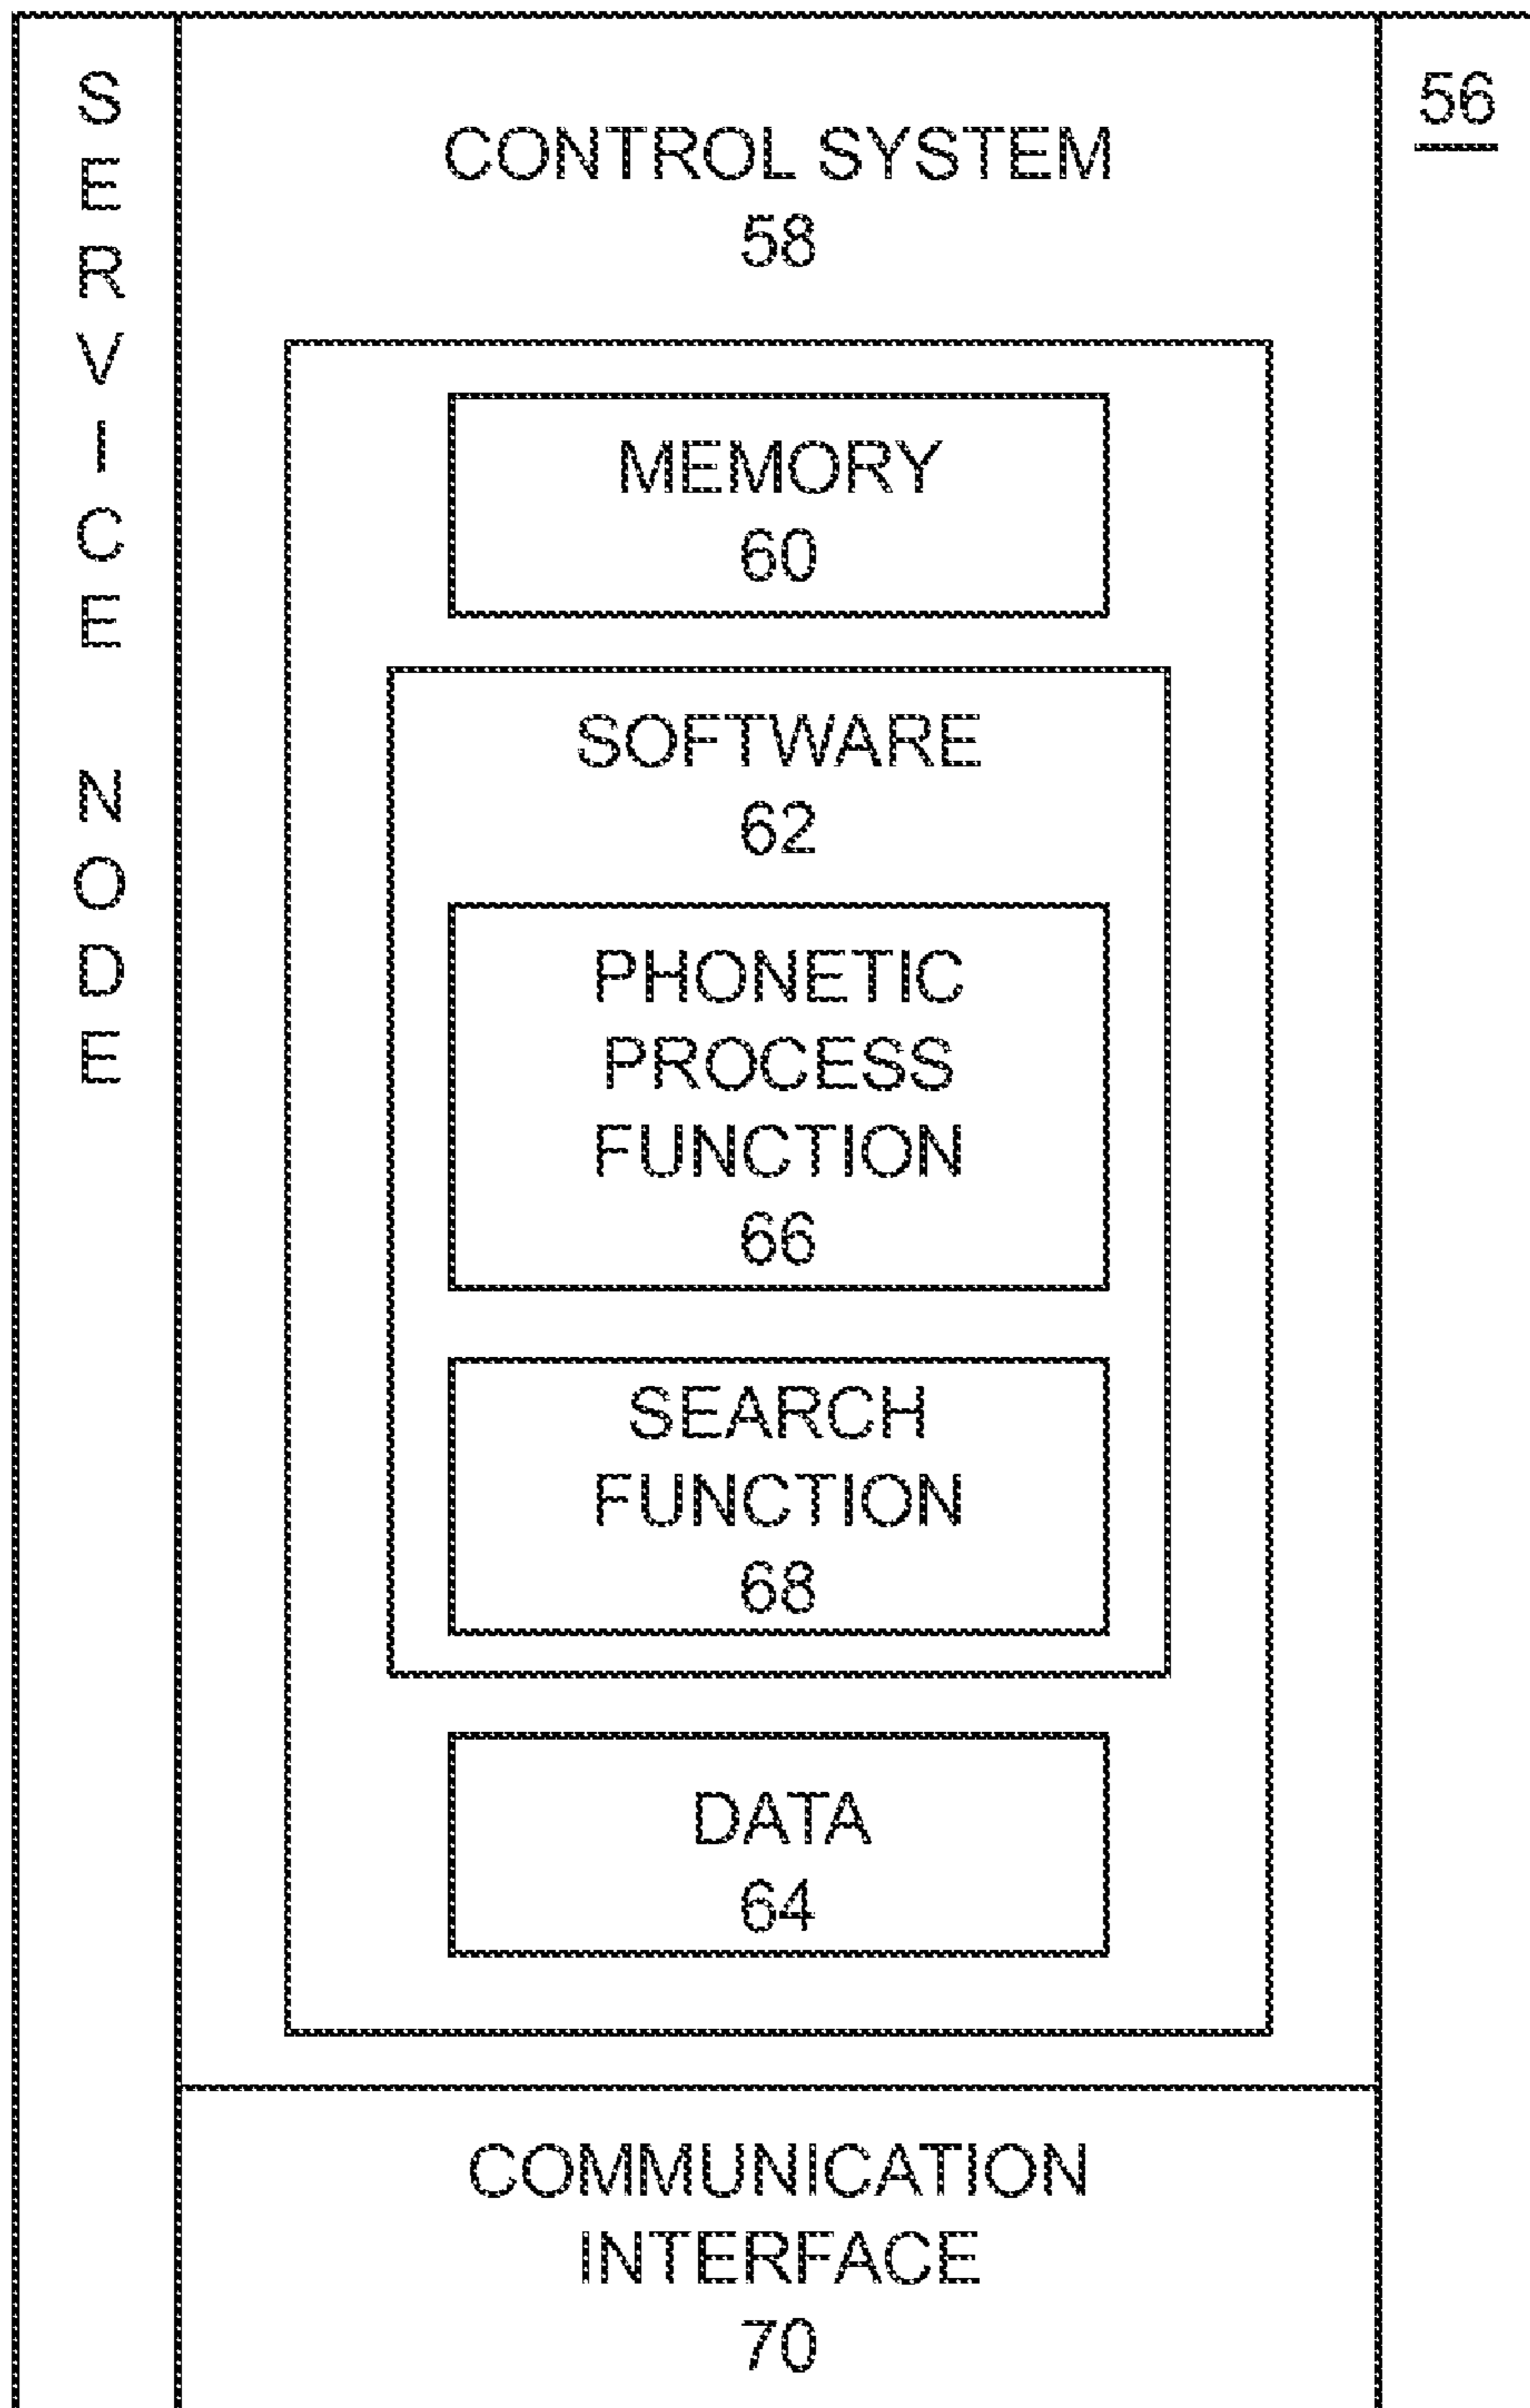 SERVICE NODE
56
CONTROL SYSTEM
58
MEMORY
60
SOFTWARE
62
PHONETIC
PROCESS
FUNCTION
66
SEARCH
FUNCTION
68
DATA
64
COMMUNICATION
INTERFACE
70